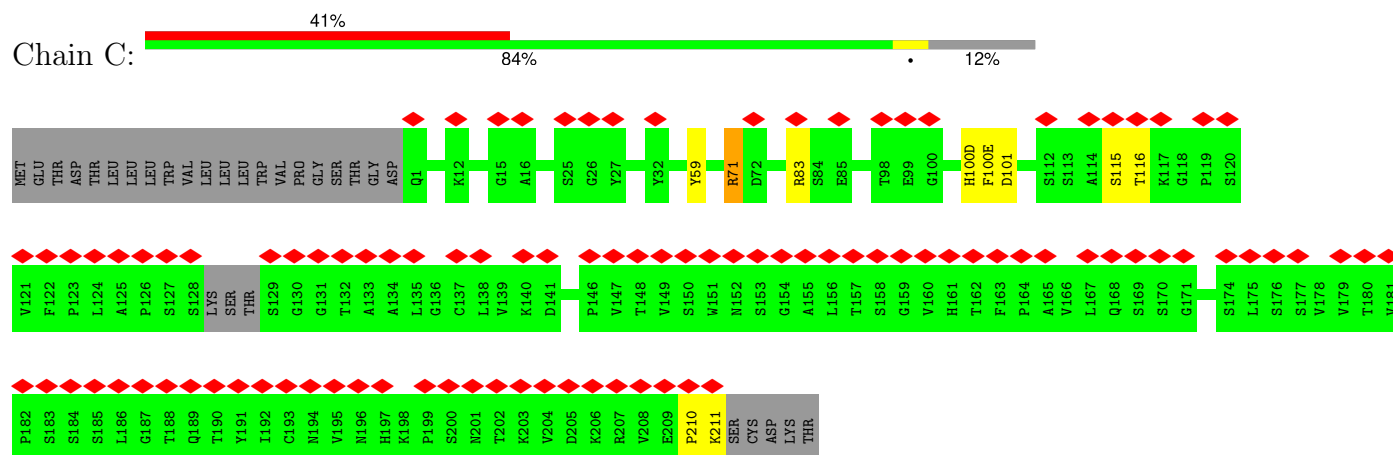 41%
Chain C:
84% • 12%
MET GLU THR ASP THR LEU LEU LEU TRP VAL LEU LEU LEU TRP VAL PRO GLY SER THR GLY ASP Q1 K12 G15 A16 S25 G26 Y27 Y32 Y59 R71 D72 R83 S84 E85 T98 E99 G100 H100D F100E D101 S112 S113 A114 S115 T116 K117 G118 P119 S120
V121 F122 P123 L124 A125 P126 S127 S128 LYS SER THR S129 G130 G131 T132 A133 A134 L135 G136 C137 L138 V139 K140 D141 P146 V147 T148 V149 S150 W151 N152 S153 G154 A155 L156 T157 S158 G159 V160 H161 T162 F163 P164 A165 V166 L167 Q168 S169 S170 G171 S174 L175 S176 S177 V178 V179 T180 V181
P182 S183 S184 S185 L186 G187 T188 Q189 T190 Y191 I192 C193 N194 V195 N196 H197 K198 P199 S200 N201 T202 K203 V204 D205 K206 R207 V208 E209 P210 K211 SER CYS ASP LYS THR